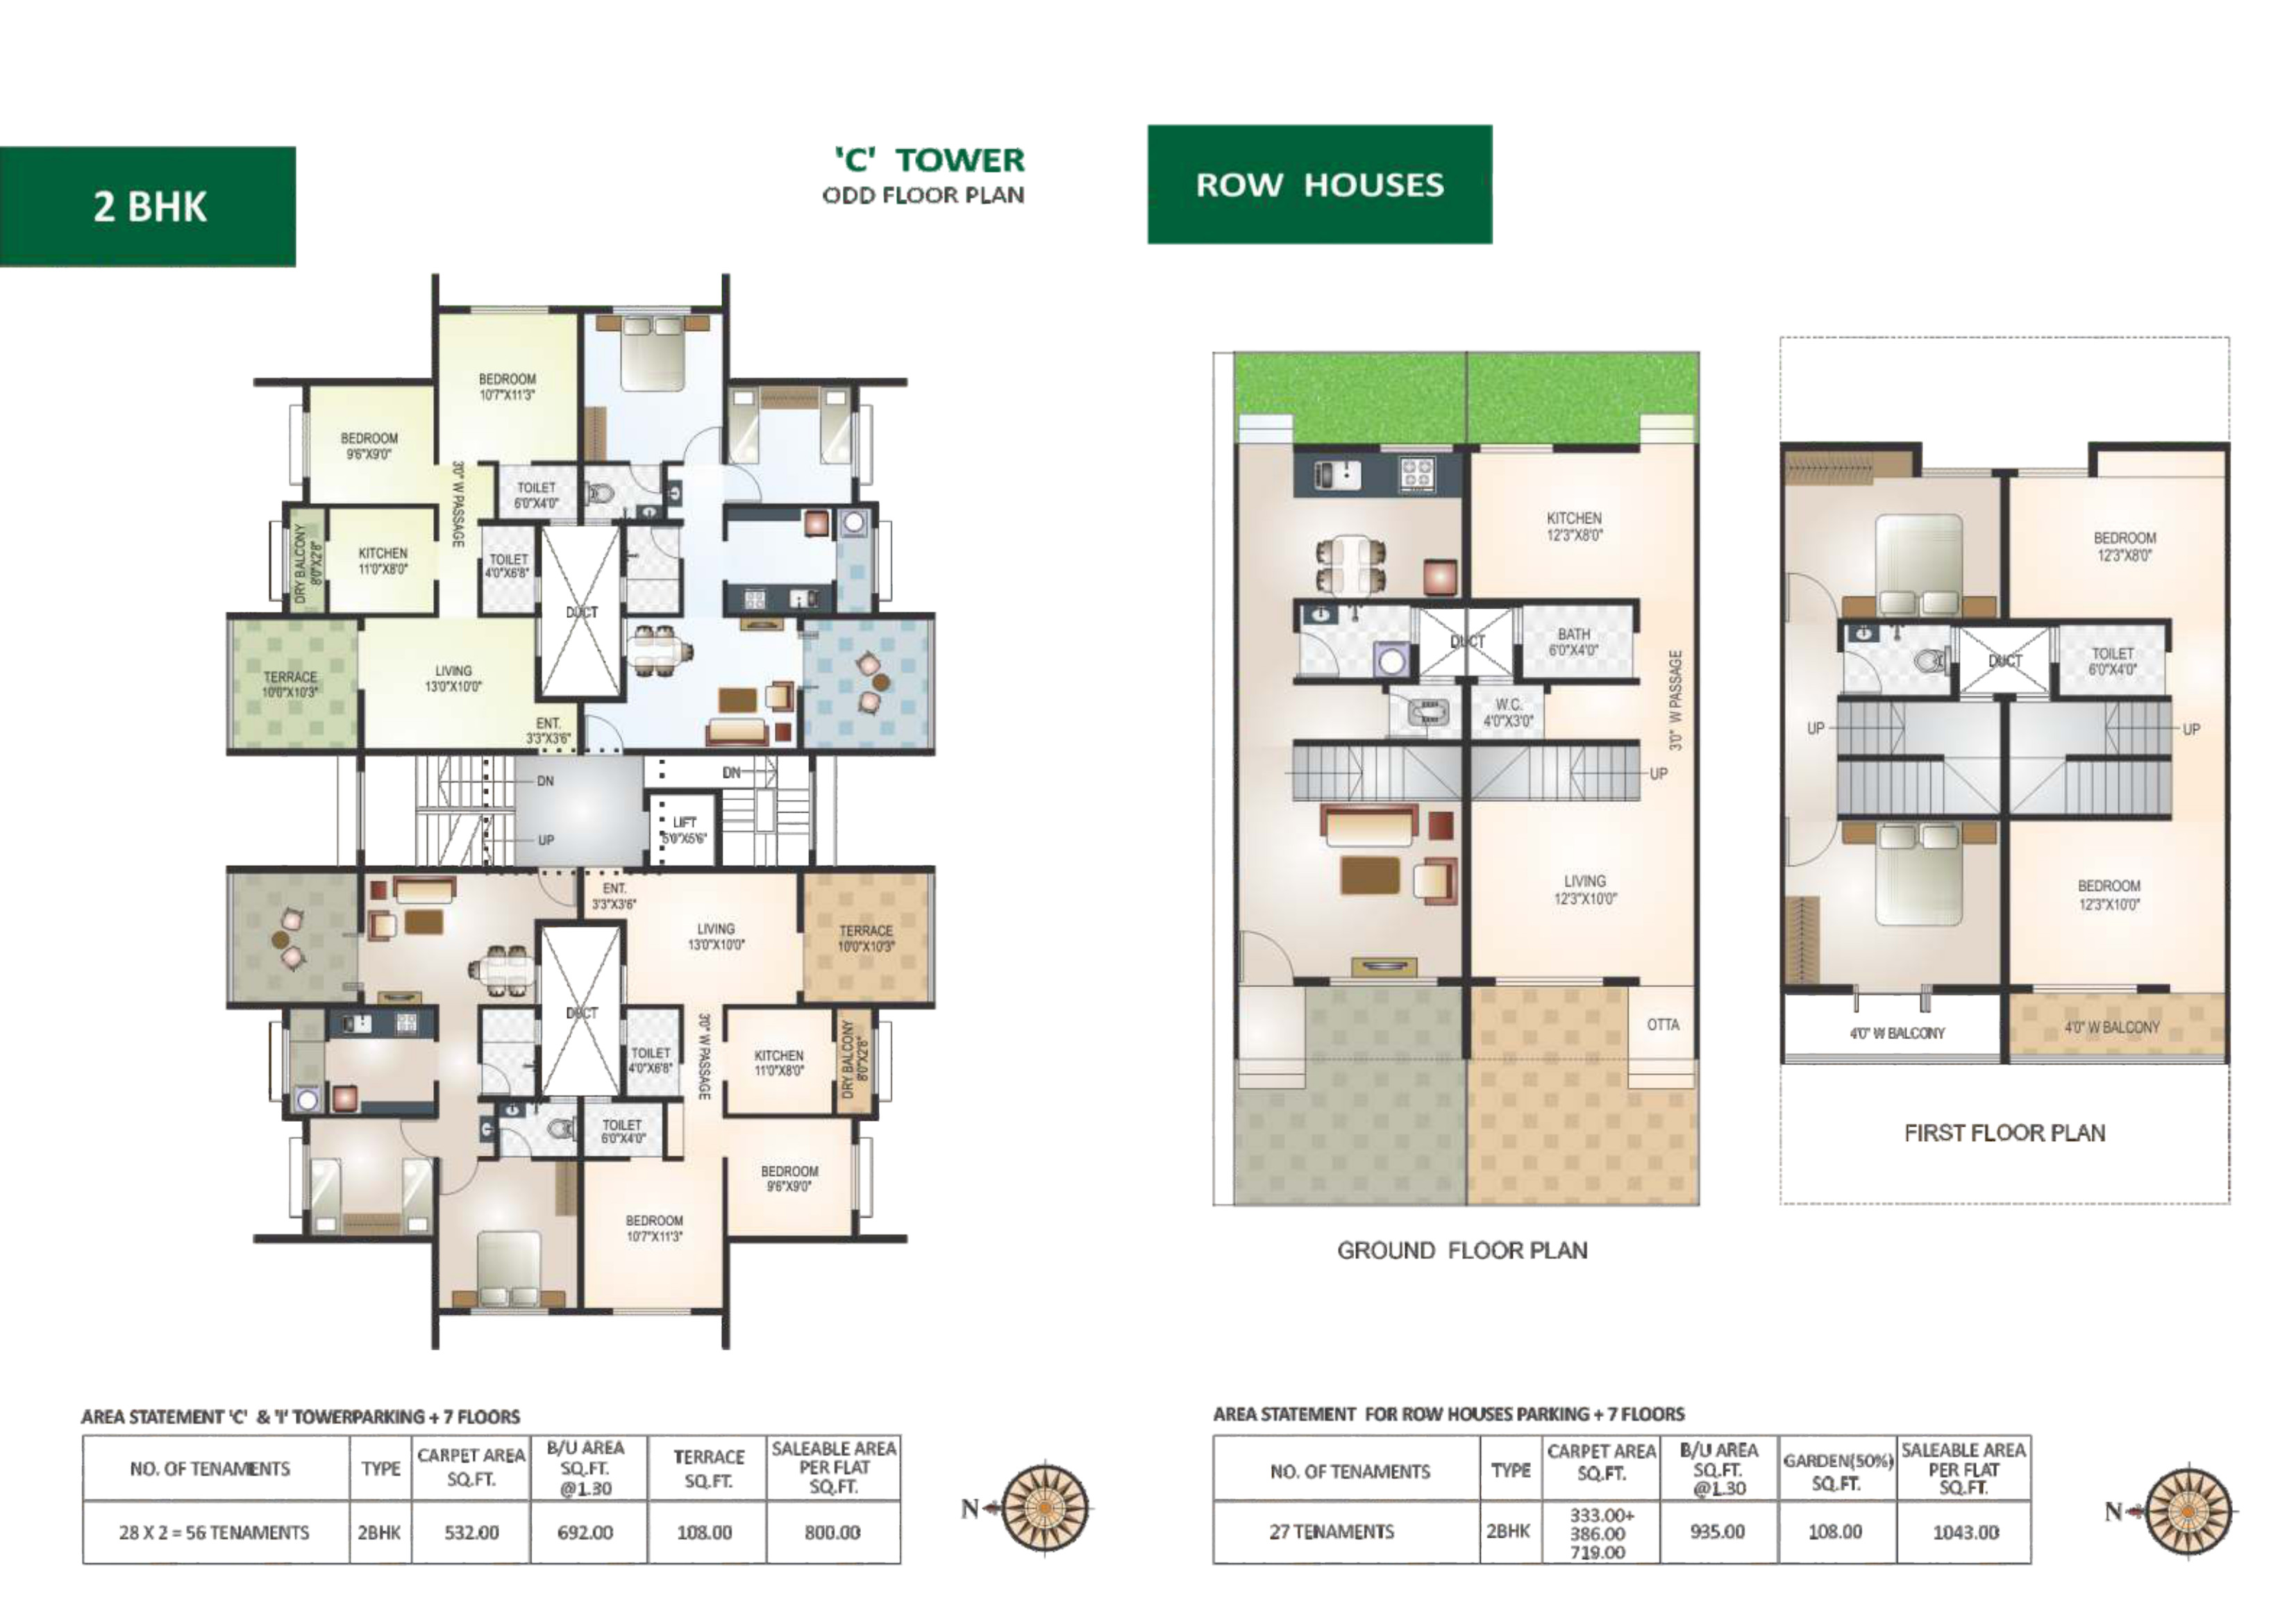 2 BHK
'C' TOWER
ODD FLOOR PLAN
BEDROOM
10'7"X11'3"
BEDROOM
9'6"X9'0"
3'0" W PASSAGE
TOILET
6'0"X4'0"
DRY BALCONY
8'0"X2'8"
KITCHEN
11'0"X8'0"
TOILET
4'0"X6'8"
DUCT
TERRACE
10'0"X10'3"
LIVING
13'0"X10'0"
ENT.
3'3"X3'6"
DN
DN
UP
LIFT
5'0"X5'6"
ENT.
3'3"X3'6"
LIVING
13'0"X10'0"
TERRACE
10'0"X10'3"
DUCT
TOILET
4'0"X6'8"
3'0" W PASSAGE
KITCHEN
11'0"X8'0"
DRY BALCONY
8'0"X2'8"
TOILET
6'0"X4'0"
BEDROOM
9'6"X9'0"
BEDROOM
10'7"X11'3"
AREA STATEMENT 'C' & 'I' TOWERPARKING + 7 FLOORS
NO. OF TENAMENTS
TYPE
CARPET AREA
SQ.FT.
B/U AREA
SQ.FT.
@1.30
TERRACE
SQ.FT.
SALEABLE AREA
PER FLAT
SQ.FT.
28 X 2 = 56 TENAMENTS
2BHK
532.00
692.00
108.00
800.00
N
ROW HOUSES
KITCHEN
12'3"X8'0"
DUCT
BATH
6'0"X4'0"
W.C.
4'0"X3'0"
3'0" W PASSAGE
UP
LIVING
12'3"X10'0"
OTTA
GROUND FLOOR PLAN
BEDROOM
12'3"X8'0"
DUCT
TOILET
6'0"X4'0"
UP
UP
BEDROOM
12'3"X10'0"
4'0" W BALCONY
4'0" W BALCONY
FIRST FLOOR PLAN
AREA STATEMENT FOR ROW HOUSES PARKING + 7 FLOORS
NO. OF TENAMENTS
TYPE
CARPET AREA
SQ.FT.
B/U AREA
SQ.FT.
@1.30
GARDEN(50%)
SQ.FT.
SALEABLE AREA
PER FLAT
SQ.FT.
27 TENAMENTS
2BHK
333.00+
386.00
719.00
935.00
108.00
1043.00
N